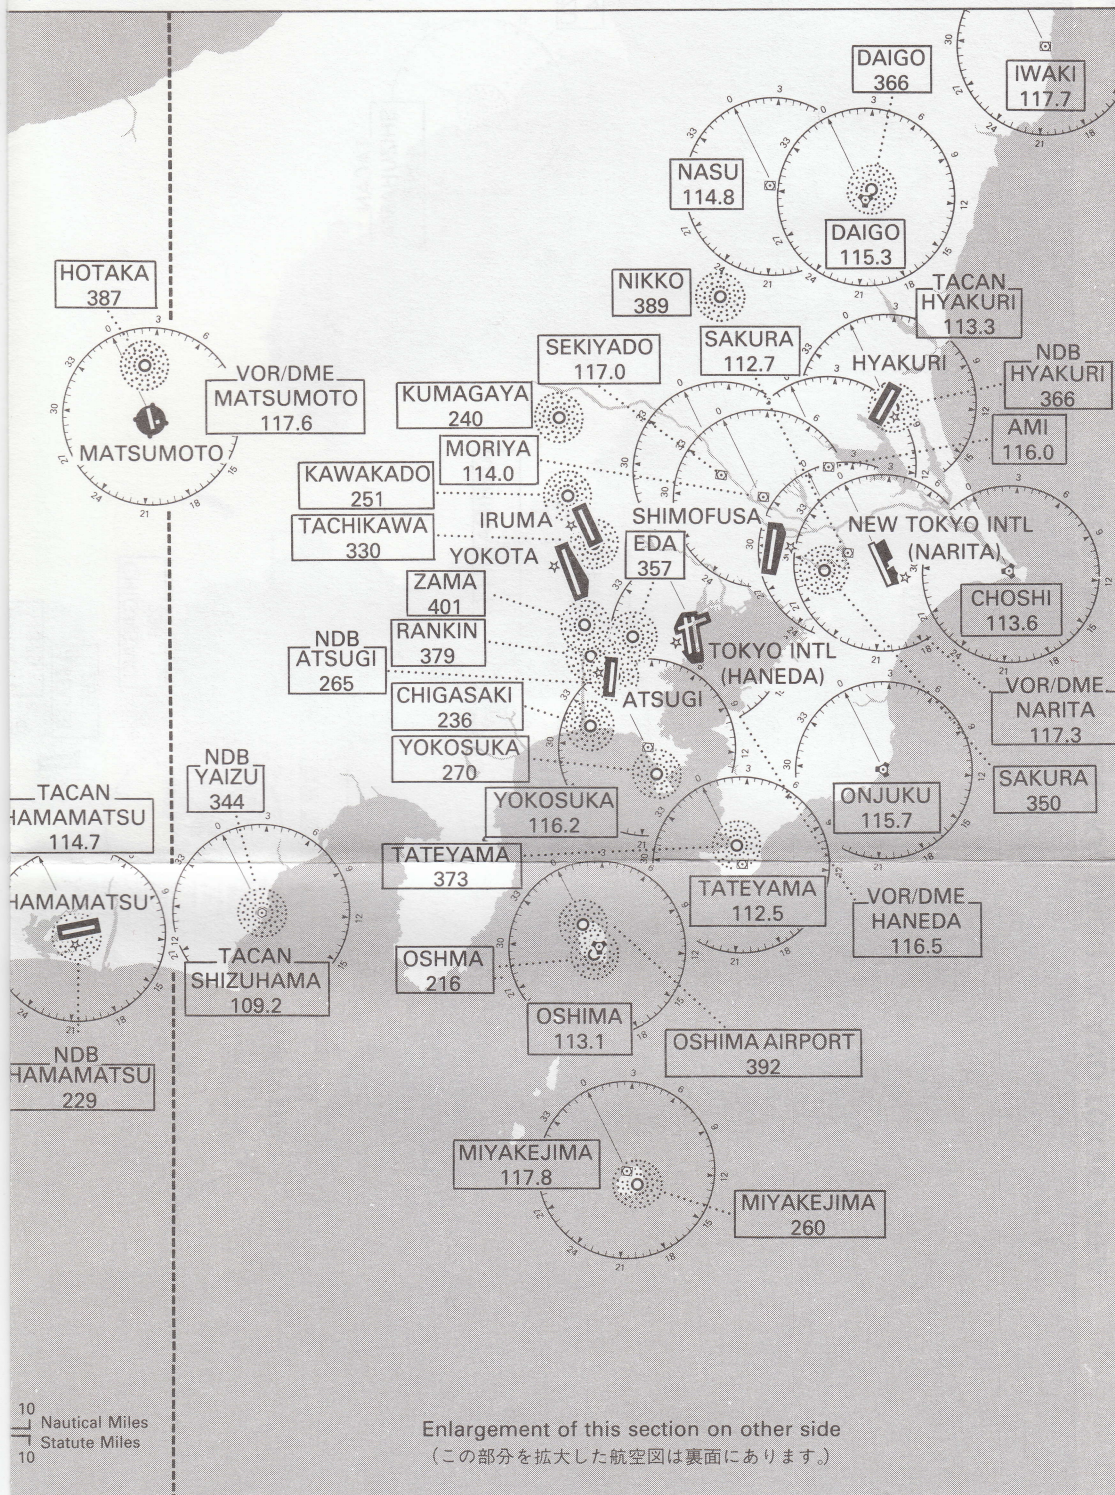 DAIGO
366
IWAKI
117.7
NASU
114.8
DAIGO
115.3
HOTAKA
387
NIKKO
389
TACAN
HYAKURI
113.3
SAKURA
112.7
SEKIYADO
117.0
HYAKURI
NDB
HYAKURI
366
VOR/DME
MATSUMOTO
117.6
KUMAGAYA
240
AMI
116.0
MATSUMOTO
MORIYA
114.0
KAWAKADO
251
IRUMA
SHIMOFUSA
NEW TOKYO INTL
(NARITA)
TACHIKAWA
330
YOKOTA
EDA
357
ZAMA
401
CHOSHI
113.6
RANKIN
379
NDB
ATSUGI
265
TOKYO INTL
(HANEDA)
ATSUGI
CHIGASAKI
236
VOR/DME
NARITA
117.3
YOKOSUKA
270
NDB
YAIZU
344
SAKURA
350
ONJUKU
115.7
TACAN
HAMAMATSU
114.7
YOKOSUKA
116.2
TATEYAMA
373
TATEYAMA
112.5
VOR/DME
HANEDA
116.5
HAMAMATSU
TACAN
SHIZUHAMA
109.2
OSHMA
216
OSHIMA
113.1
OSHIMA AIRPORT
392
NDB
HAMAMATSU
229
MIYAKEJIMA
117.8
MIYAKEJIMA
260
10
Nautical Miles
Statute Miles
10
Enlargement of this section on other side
(この部分を拡大した航空図は裏面にあります。)